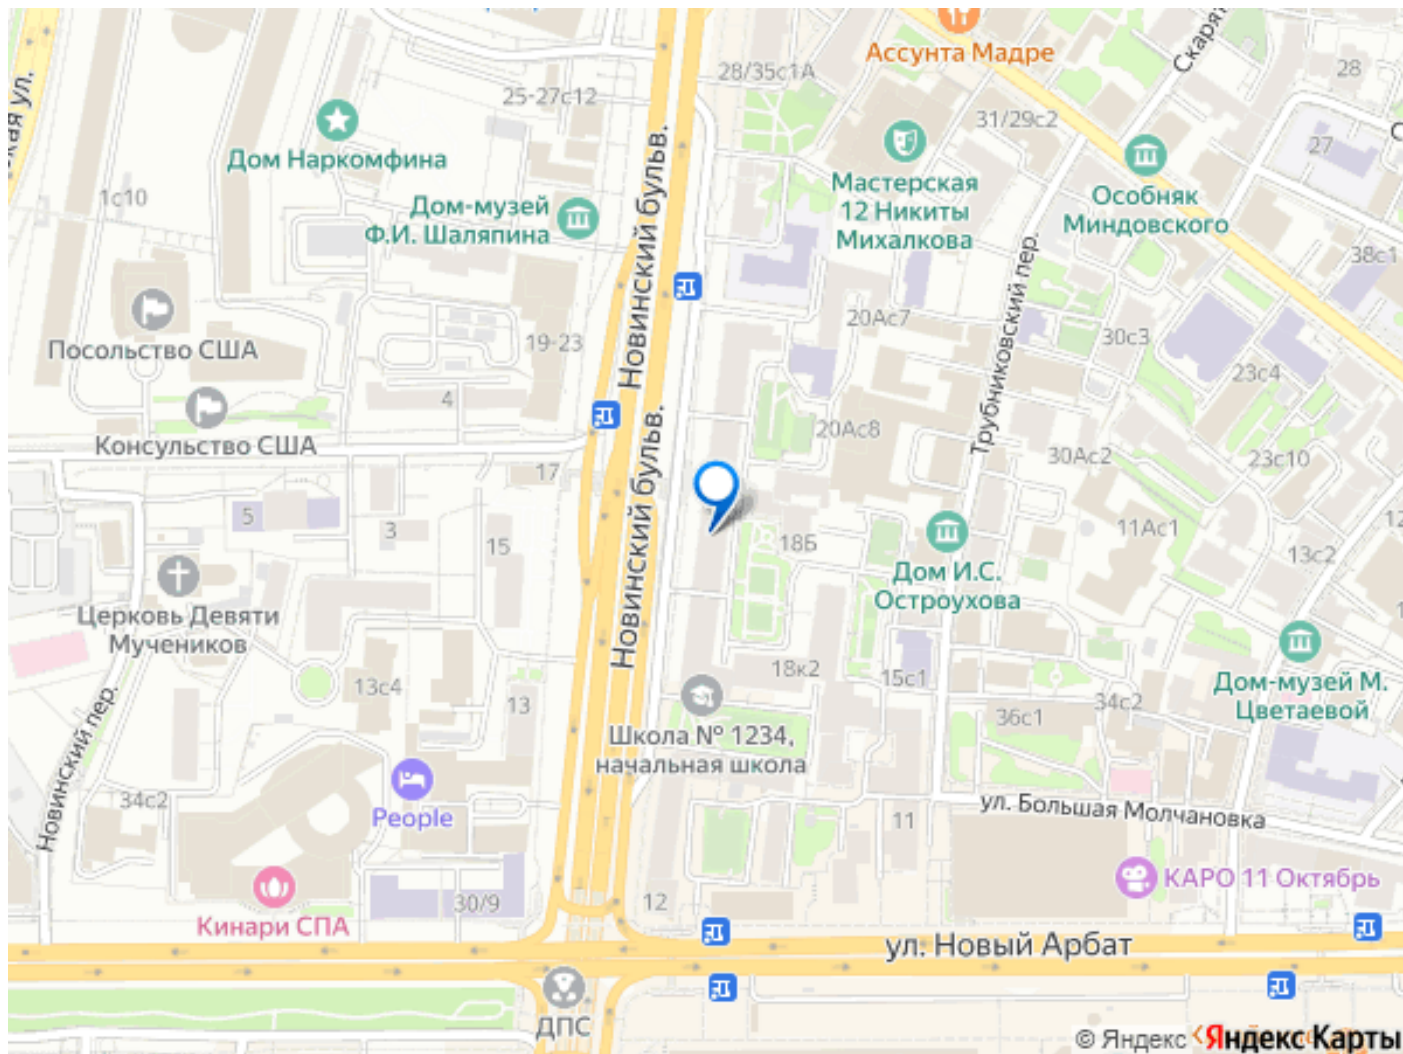 Ассунта Мадре
28/35с1А
28
25-27с12
31/29с2
27
Дом Наркомфина
Мастерская
12 Никиты
Михалкова
Особняк
Миндовского
1с10
Дом-музей
Ф.И. Шаляпина
Новинский бульв.
Трубниковский пер.
38с1
20Ас7
30с3
19-23
Посольство США
4
23с4
Консульство США
20Ас8
30Ас2
23с10
17
Новинский бульв.
5
3
15
18Б
11Ас1
13с2
Дом И.С.
Остроухова
Церковь Девяти
Мучеников
18к2
15с1
Дом-музей М.
Цветаевой
13с4
13
36с1
34с2
Школа № 1234,
начальная школа
Новинский пер.
34с2
People
11
ул. Большая Молчановка
КАРО 11 Октябрь
Кинари СПА
30/9
12
ул. Новый Арбат
ДПС
© Яндекс
Яндекс Карты